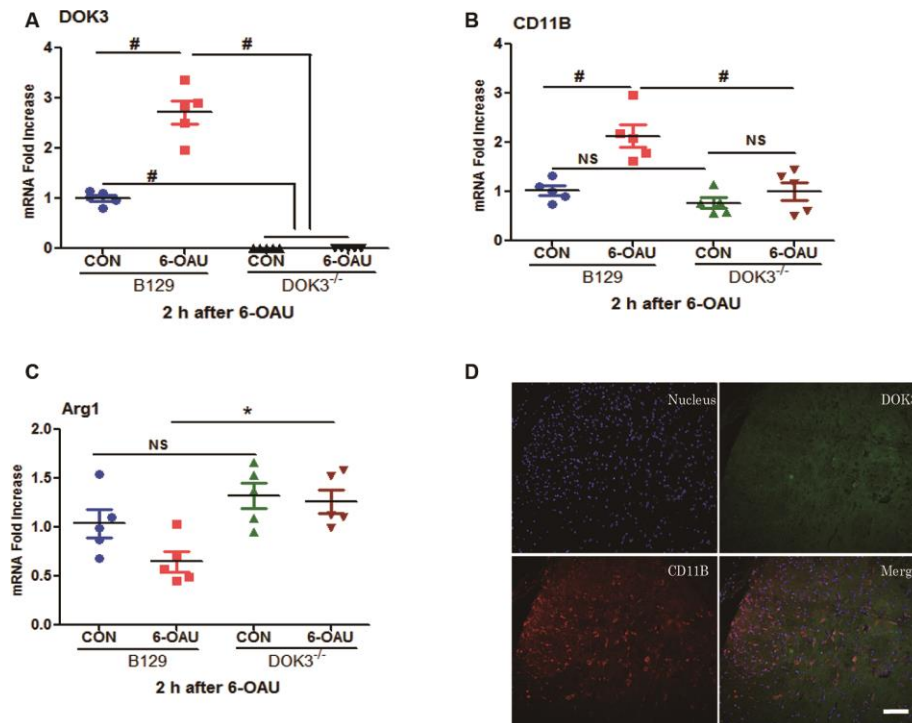 A
DOK3
#
#
#
mRNA Fold Increase
4
3
2
1
0
CON
6-OAU
CON
6-OAU
B129
DOK3-/-
2 h after 6-OAU
B
CD11B
#
#
NS
NS
mRNA Fold Increase
4
3
2
1
0
CON
6-OAU
CON
6-OAU
B129
DOK3-/-
2 h after 6-OAU
C
Arg1
*
NS
mRNA Fold Increase
2.0
1.5
1.0
0.5
0.0
CON
6-OAU
CON
6-OAU
B129
DOK3-/-
2 h after 6-OAU
D
Nucleus
DOK3
CD11B
Merg